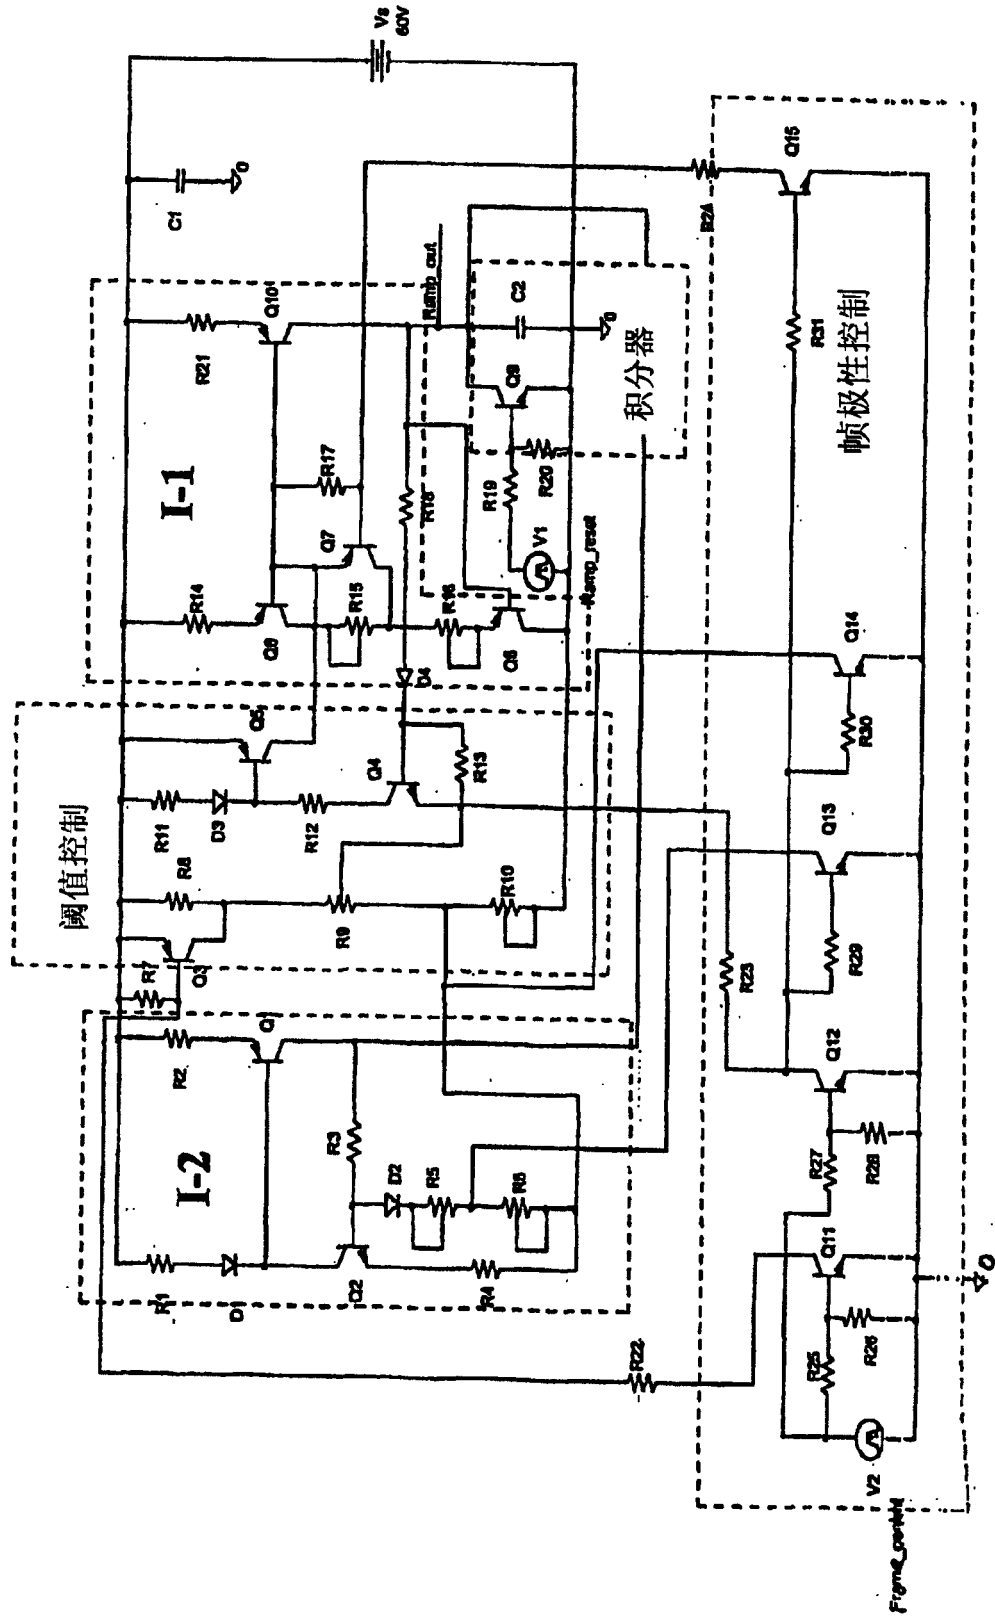 Vs
60V
C1
0
R21
Q10
I-1
R17
Ramp_out
C2
0
积分器
R14
Q6
Q7
R15
R18
R19
V1
Q9
R20
R16
Ramp_reset
Q8
D4
阈值控制
Q5
R11
D3
R12
Q4
R13
R8
R9
R10
R7
Q3
I-2
R2
Q1
R3
D2
R5
R6
R1
D1
Q2
R4
R22
R24
Q15
R31
帧极性控制
Q14
R30
Q13
R29
R23
Q12
R27
R28
Q11
R25
R26
V2
0